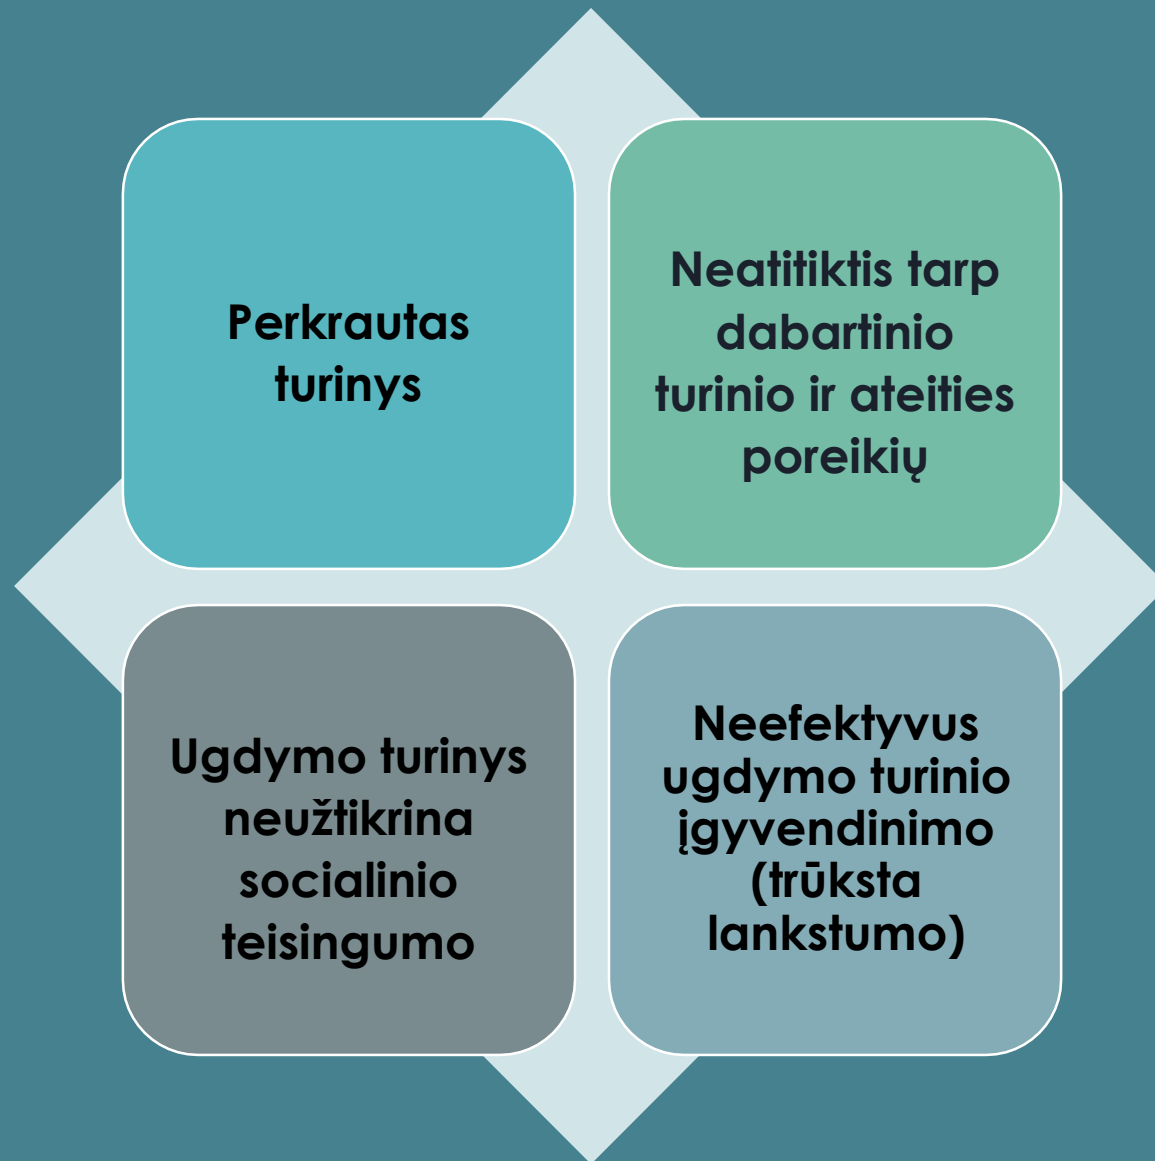 Perkrautas
turinys
Neatitiktis tarp
dabartinio
turinio ir ateities
poreikių
Ugdymo turinys
neužtikrina
socialinio
teisingumo
Neefektyvus
ugdymo turinio
įgyvendinimo
(trūksta
lankstumo)